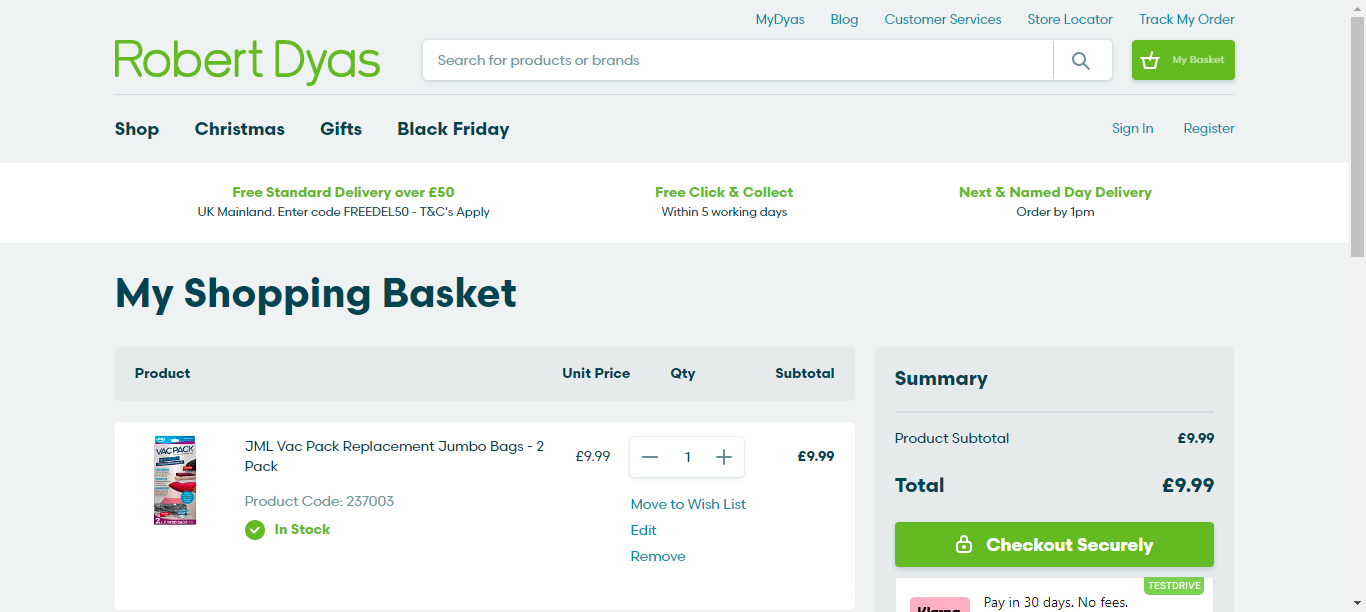 MyDyas Blog Customer Services Store Locator Track My Order
Robert Dyas
Search for products or brands
My Basket
Shop Christmas Gifts Black Friday
Sign In Register
Free Standard Delivery over £50
UK Mainland. Enter code FREEDEL50 - T&C's Apply
Free Click & Collect
Within 5 working days
Next & Named Day Delivery
Order by 1pm
My Shopping Basket
Product Unit Price Qty Subtotal
VACPACK
JML Vac Pack Replacement Jumbo Bags - 2
Pack
£9.99 1 £9.99
Product Code: 237003
In Stock
Move to Wish List
Edit
Remove
Summary
Product Subtotal £9.99
Total £9.99
Checkout Securely
TESTDRIVE
Klarna
Pay in 30 days. No fees.